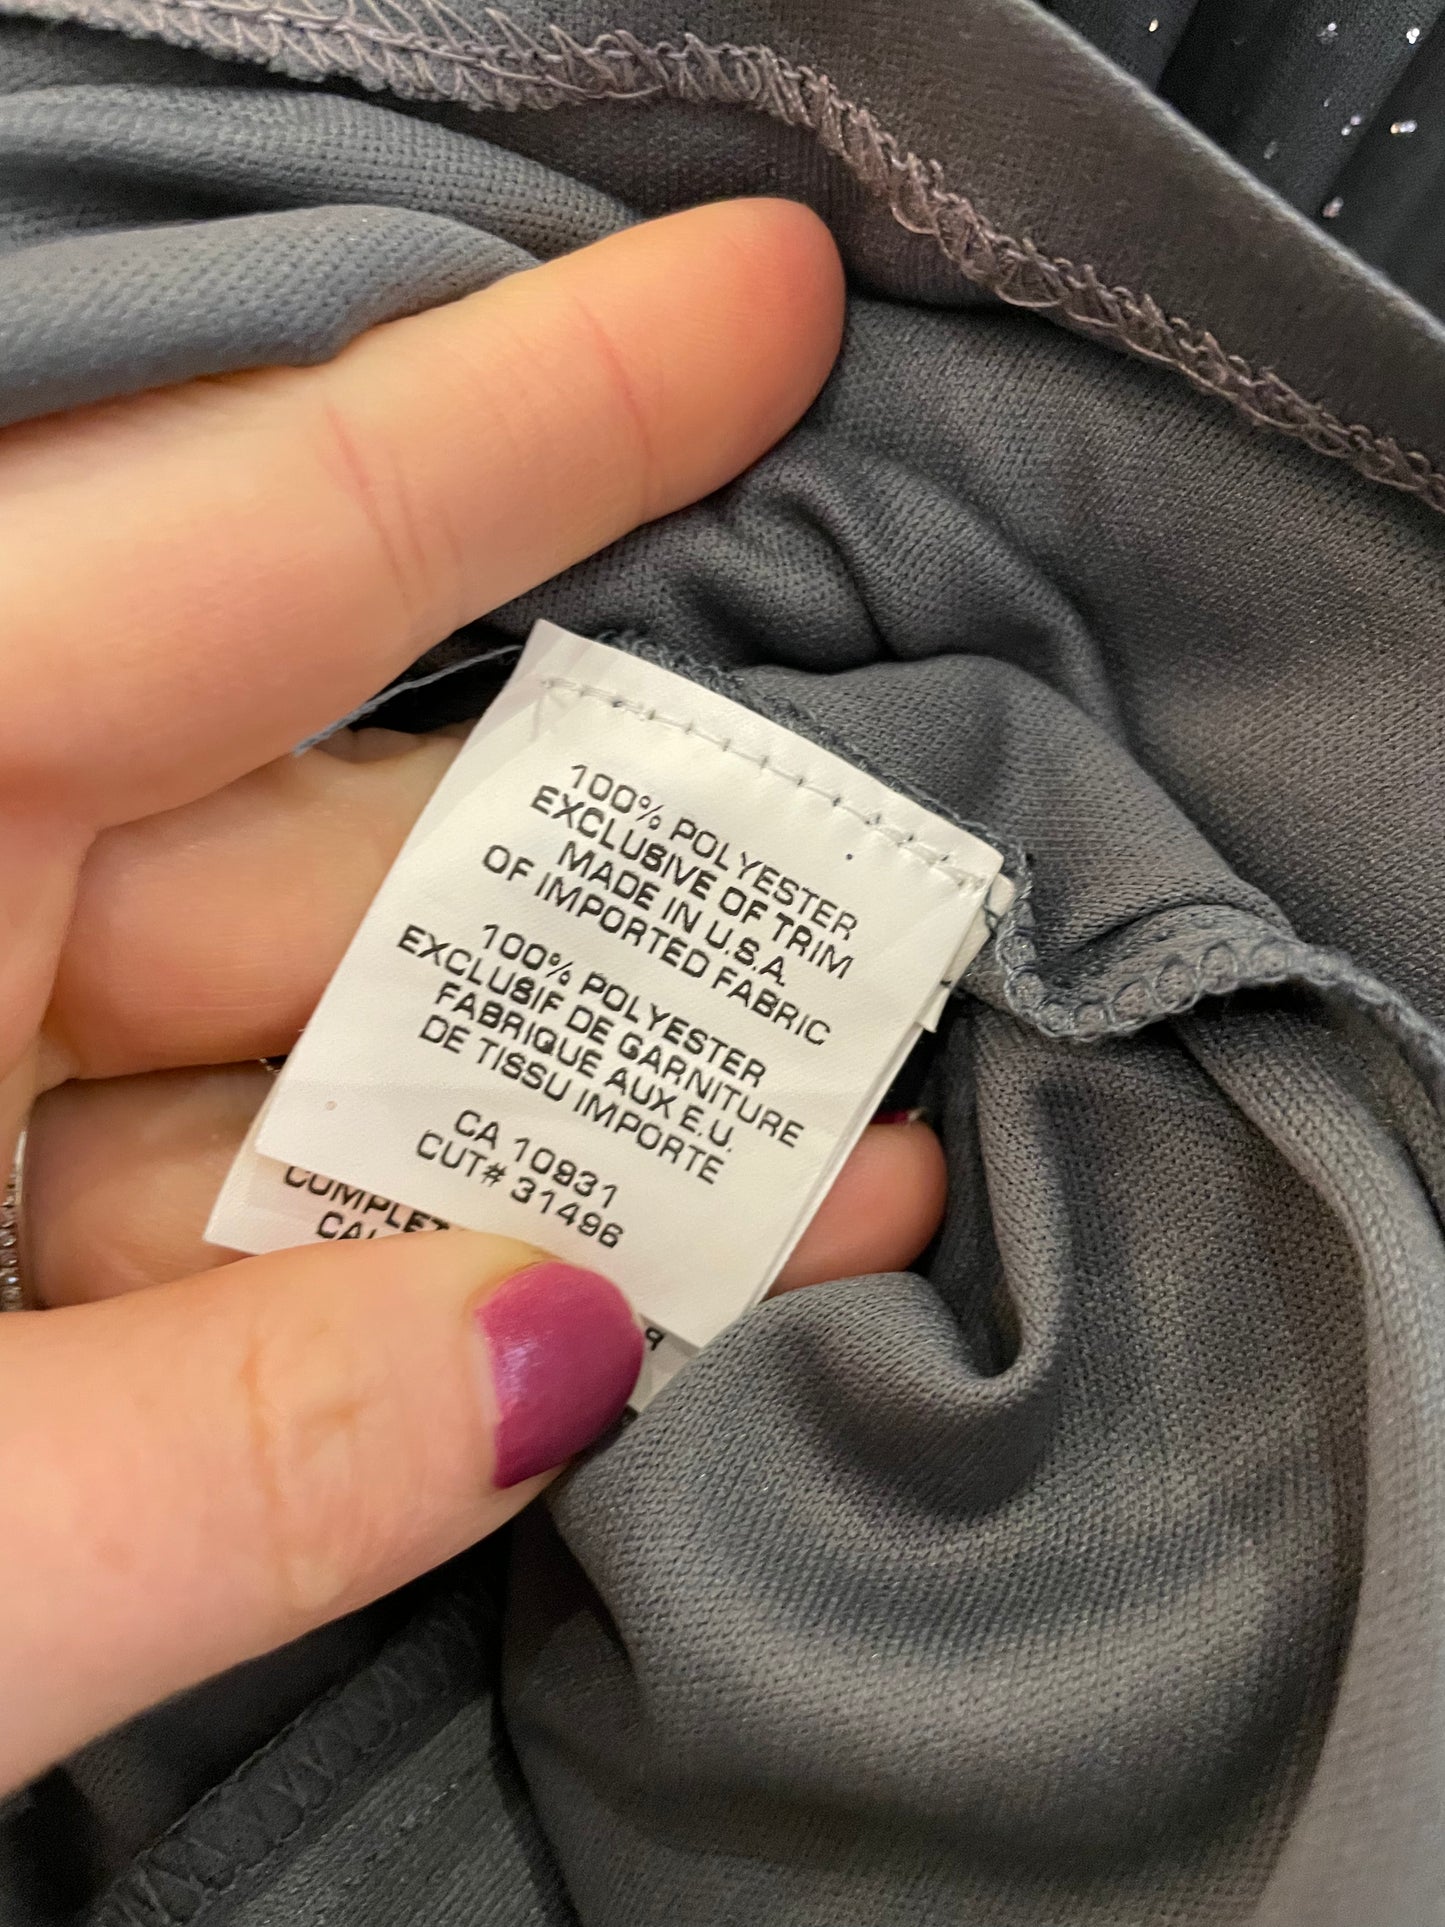 100% POLYESTER
EXCLUSIVE OF TRIM
MADE IN U.S.A.
OF IMPORTED FABRIC
100% POLYESTER
EXCLUSIF DE GARNITURE
FABRIQUE AUX E.U.
DE TISSU IMPORTE
CA 10931
CUT# 31496